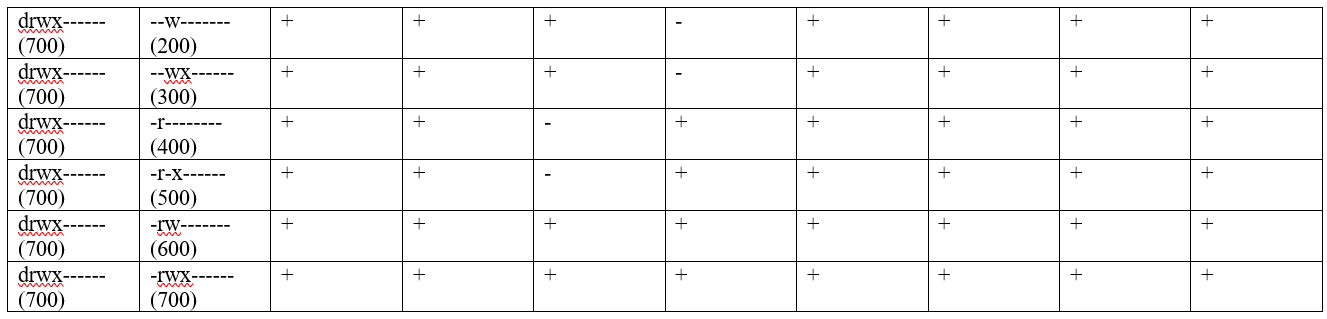 drwx------ --w------- + + + - + + + +
(700) (200)
drwx------ --wx------ + + + - + + + +
(700) (300)
drwx------ -r-------- + + - + + + + +
(700) (400)
drwx------ -r-x------ + + - + + + + +
(700) (500)
drwx------ -rw------- + + + + + + + +
(700) (600)
drwx------ -rwx------ + + + + + + + +
(700) (700)